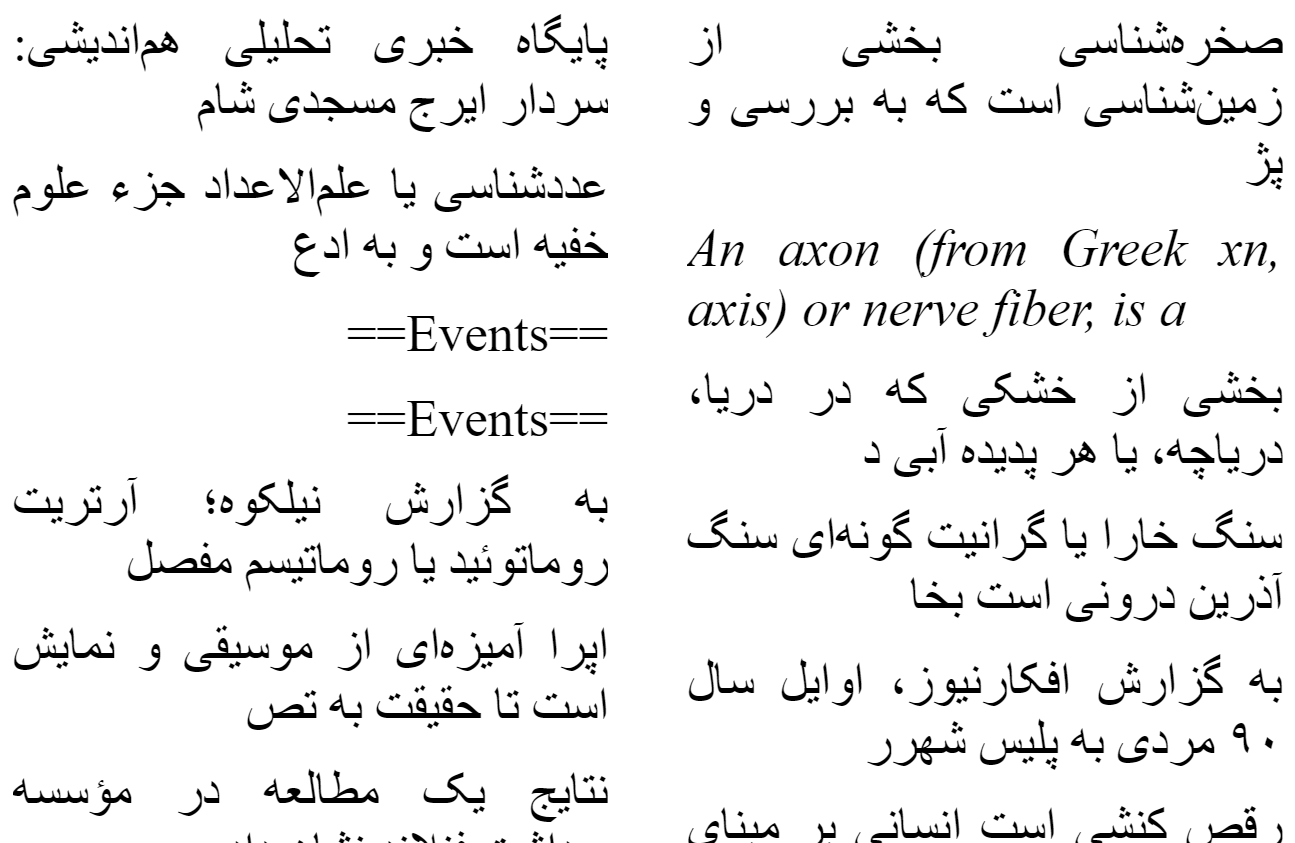 صخره‌شناسی بخشی از
زمین‌شناسی است که به بررسی و
پژ
An axon (from Greek xn,
axis) or nerve fiber, is a
بخشی از خشکی که در دریا،
دریاچه، یا هر پدیده آبی د
سنگ خارا یا گرانیت گونه‌ای سنگ
آذرین درونی است بخا
به گزارش افکارنیوز، اوایل سال
۹۰ مردی به پلیس شهرر
رقص کنشی است انسانی بر مبنای
پایگاه خبری تحلیلی هم‌اندیشی:
سردار ایرج مسجدی شام
عددشناسی یا علم‌الاعداد جزء علوم
خفیه است و به ادع
==Events==
==Events==
به گزارش نیلکوه؛ آرتریت
روماتوئید یا روماتیسم مفصل
اپرا آمیزه‌ای از موسیقی و نمایش
است تا حقیقت به تص
نتایج یک مطالعه در مؤسسه